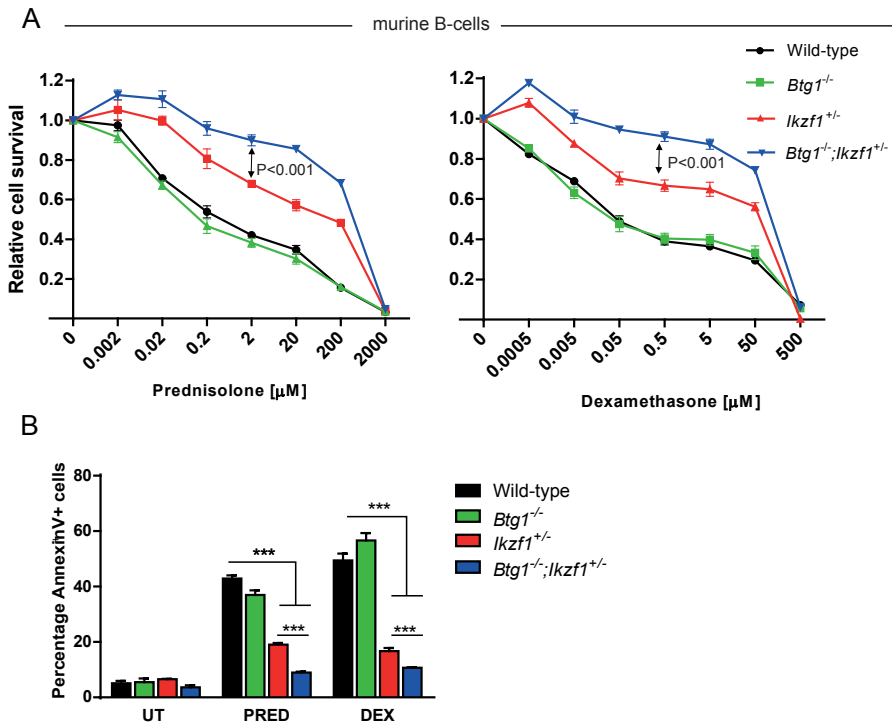 A
murine B-cells
Wild-type
Btg1-/-
Ikzf1+/-
Btg1-/-;Ikzf1+/-
Relative cell survival
1.2
1.0
0.8
0.6
0.4
0.2
P<0.001
0
0.002
0.02
0.2
2
20
200
2000
Prednisolone [μM]
1.2
1.0
0.8
0.6
0.4
0.2
P<0.001
0
0.0005
0.005
0.05
0.5
5
50
500
Dexamethasone [μM]
B
Percentage AnnexinV+ cells
80
60
40
20
0
***
***
***
***
UT
PRED
DEX
Wild-type
Btg1-/-
Ikzf1+/-
Btg1-/-;Ikzf1+/-